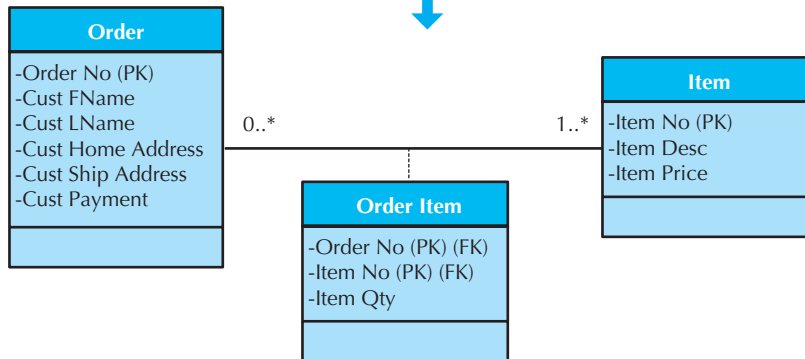 Order
-Order No (PK)
-Cust FName
-Cust LName
-Cust Home Address
-Cust Ship Address
-Cust Payment
0..*
1..*
Item
-Item No (PK)
-Item Desc
-Item Price
Order Item
-Order No (PK) (FK)
-Item No (PK) (FK)
-Item Qty